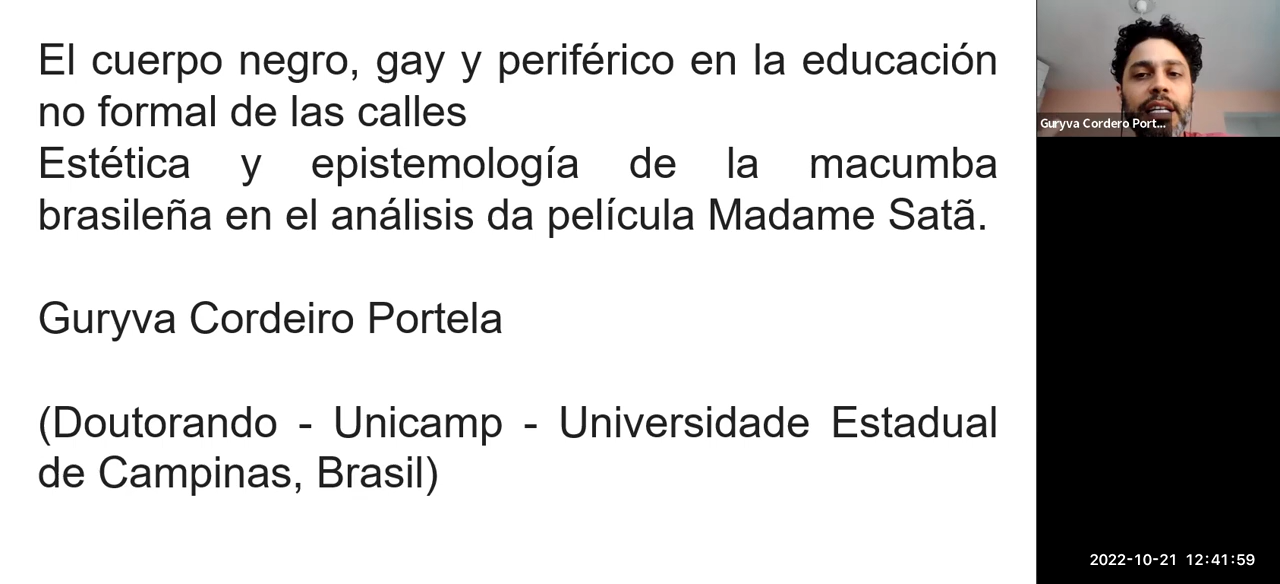 El cuerpo negro, gay y periférico en la educación
no formal de las calles
Estética y epistemología de la macumba
brasileña en el análisis da película Madame Satã.
Guryva Cordeiro Portela
(Doutorando - Unicamp - Universidade Estadual
de Campinas, Brasil)
Guryva Cordero Port...
2022-10-21 12:41:59